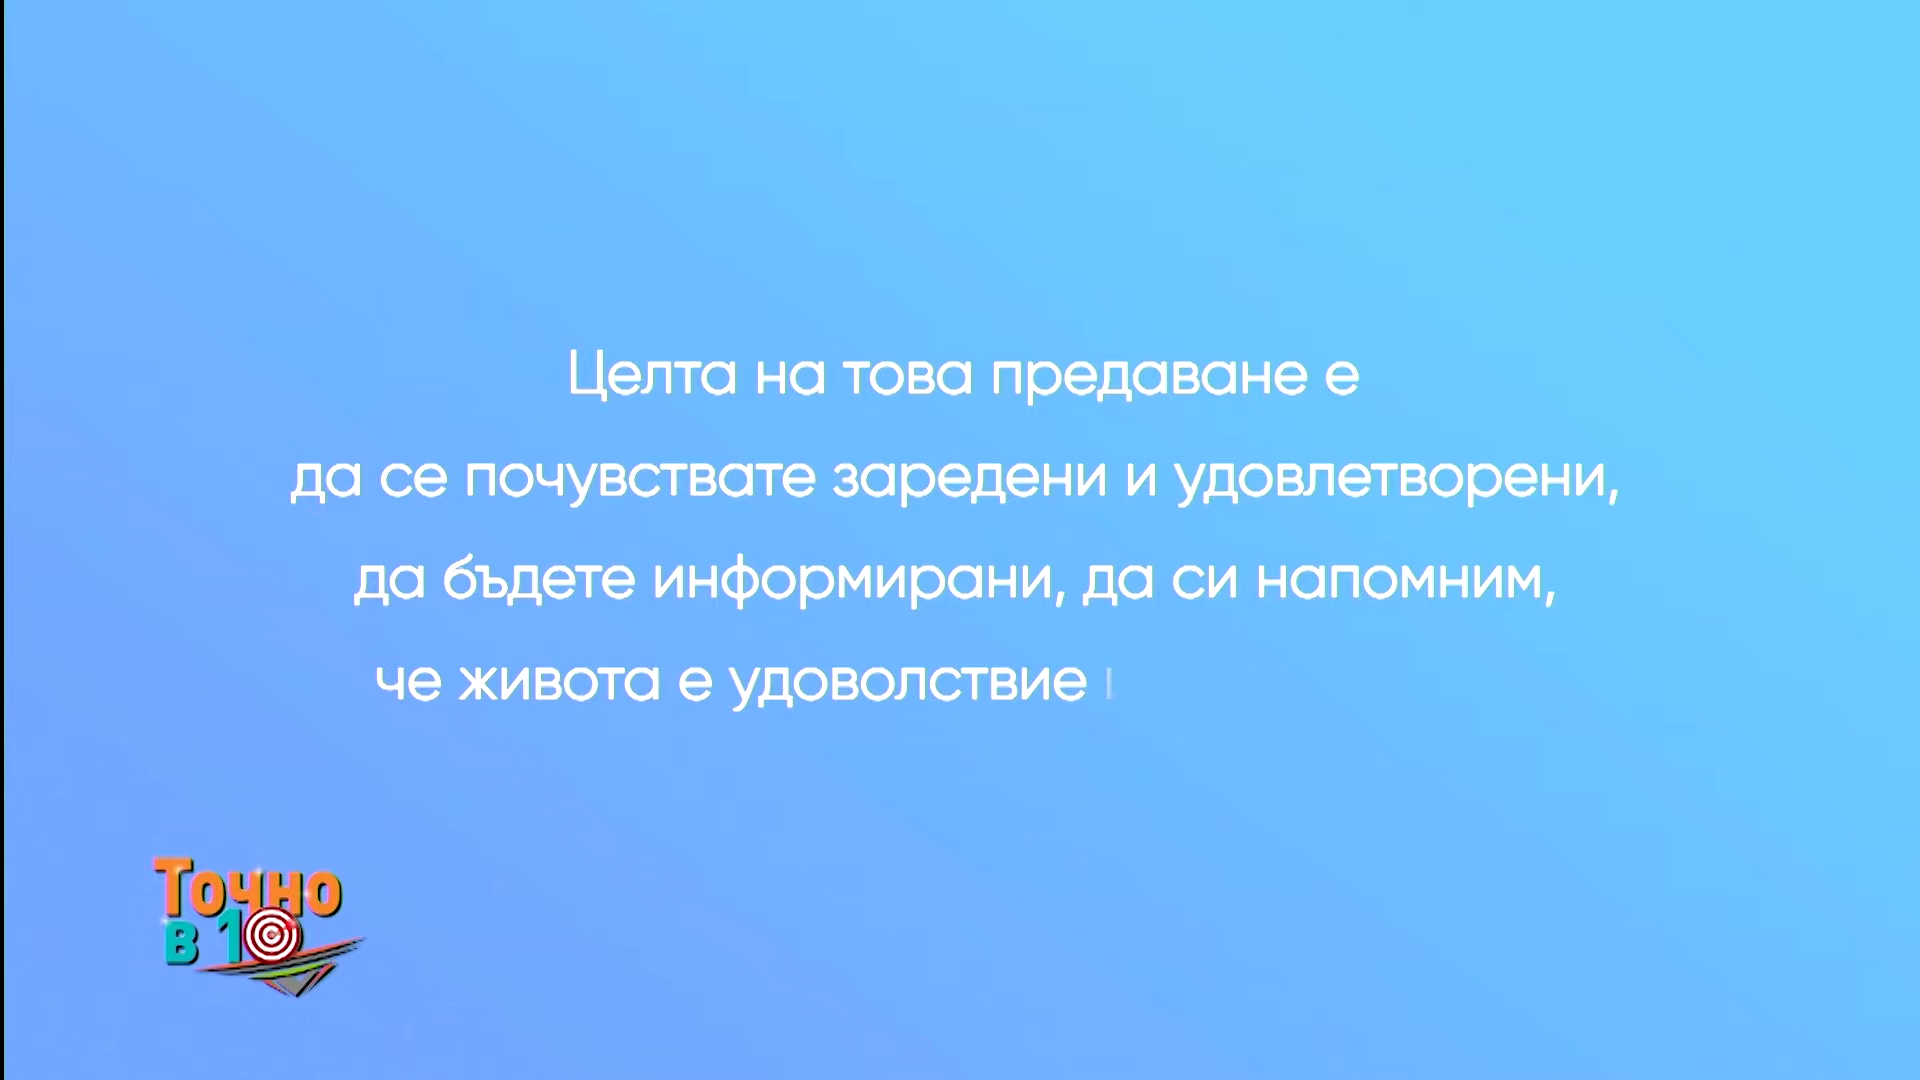 Целта на това предаване е
да се почувствате заредени и удовлетворени,
да бъдете информирани, да си напомним,
че живота е удоволствие
Точно
в 10